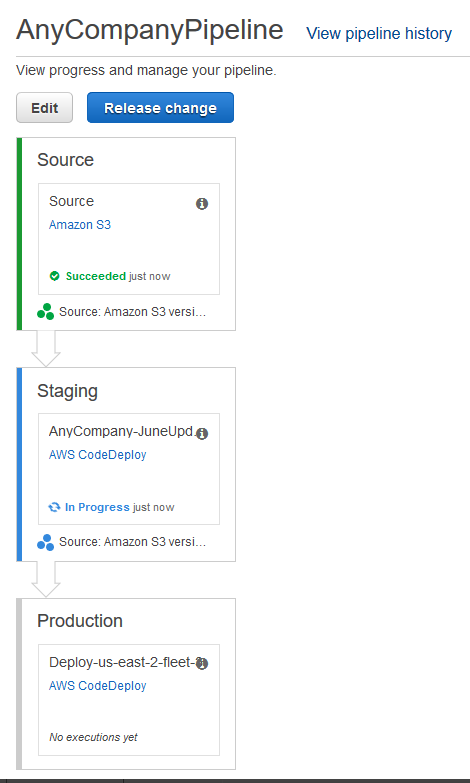 AnyCompanyPipeline View pipeline history
View progress and manage your pipeline.
Edit Release change
Source
Source
Amazon S3
Succeeded just now
Source: Amazon S3 versi...
Staging
AnyCompany-JuneUpd.
AWS CodeDeploy
In Progress just now
Source: Amazon S3 versi...
Production
Deploy-us-east-2-fleet-
AWS CodeDeploy
No executions yet